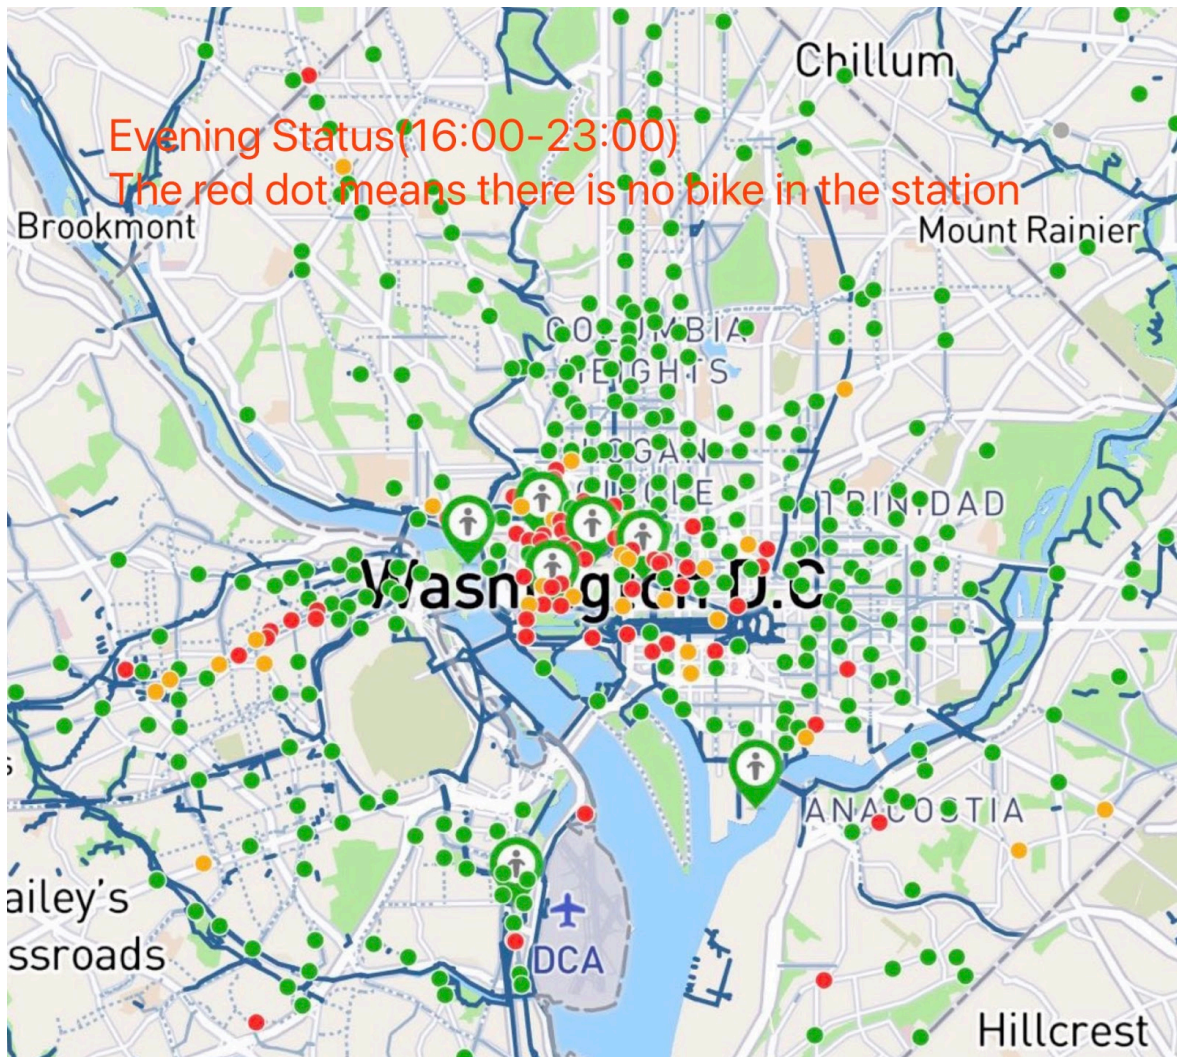 Chillum
Evening Status(16:00-23:00)
The red dot means there is no bike in the station
Brookmont
Mount Rainier
COLUMBIA
HEIGHTS
LOGAN
CIRCLE
TRINIDAD
Washington D.C
s
ANACOSTIA
ailey's
ssroads
DCA
Hillcrest